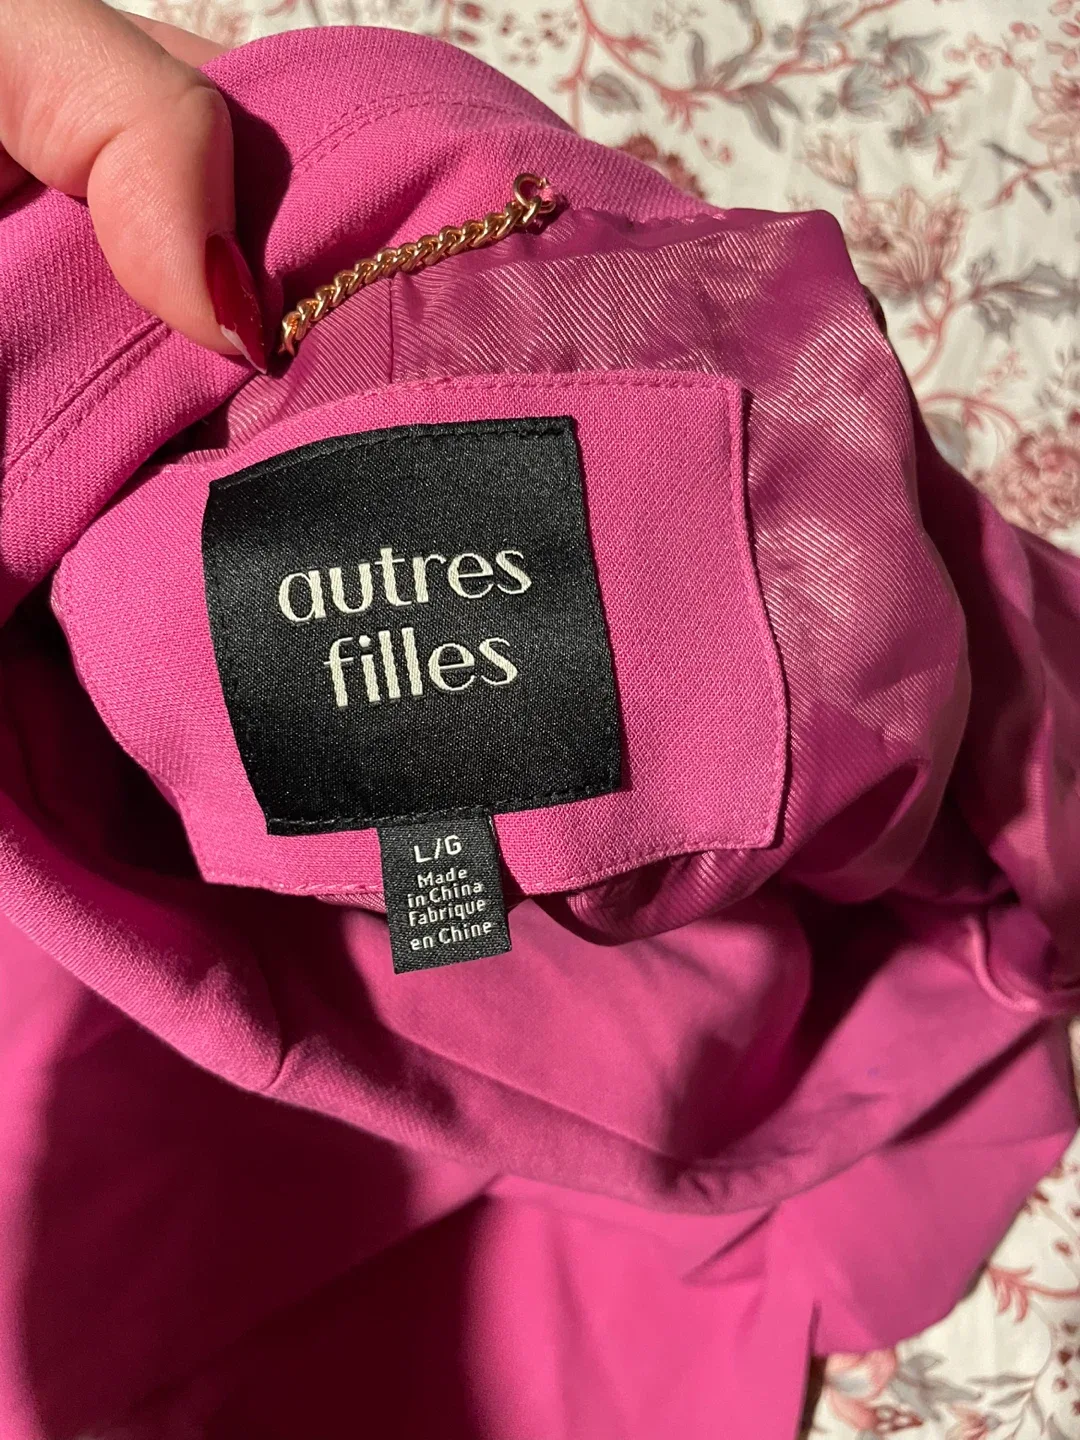 autres
filles
L/G
Made
in China
Fabrique
en Chine